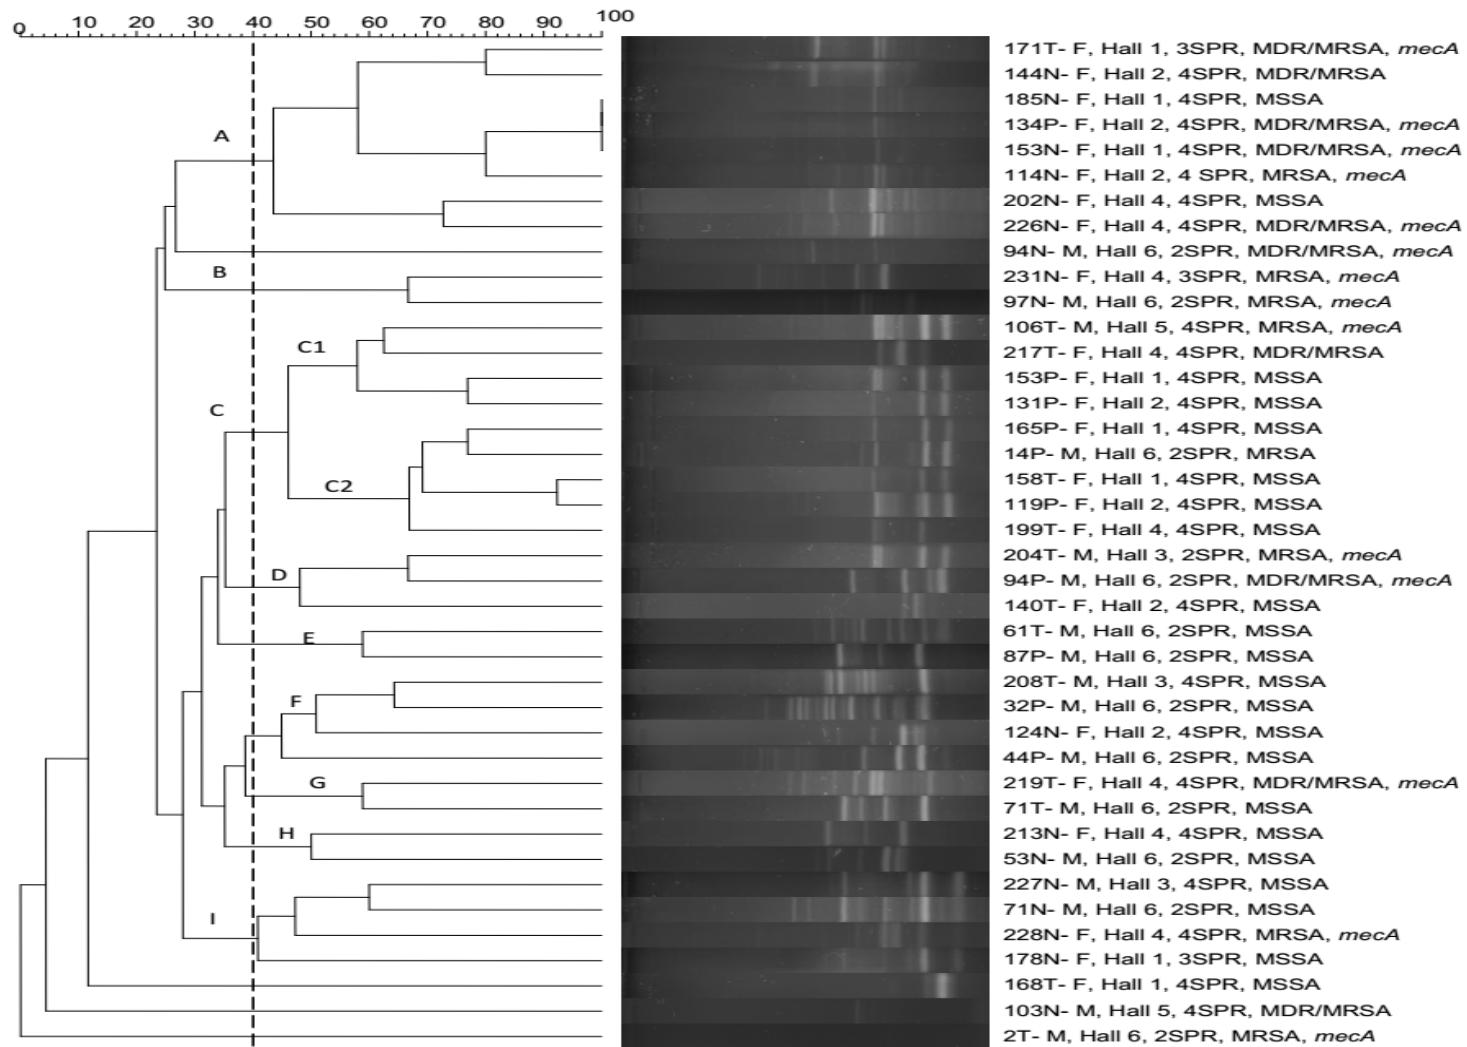 0 10 20 30 40 50 60 70 80 90 100
171T- F, Hall 1, 3SPR, MDR/MRSA, mecA
144N- F, Hall 2, 4SPR, MDR/MRSA
185N- F, Hall 1, 4SPR, MSSA
A
134P- F, Hall 2, 4SPR, MDR/MRSA, mecA
153N- F, Hall 1, 4SPR, MDR/MRSA, mecA
114N- F, Hall 2, 4 SPR, MRSA, mecA
202N- F, Hall 4, 4SPR, MSSA
226N- F, Hall 4, 4SPR, MDR/MRSA, mecA
94N- M, Hall 6, 2SPR, MDR/MRSA, mecA
B
231N- F, Hall 4, 3SPR, MRSA, mecA
97N- M, Hall 6, 2SPR, MRSA, mecA
106T- M, Hall 5, 4SPR, MRSA, mecA
C1
217T- F, Hall 4, 4SPR, MDR/MRSA
153P- F, Hall 1, 4SPR, MSSA
131P- F, Hall 2, 4SPR, MSSA
C
165P- F, Hall 1, 4SPR, MSSA
14P- M, Hall 6, 2SPR, MRSA
158T- F, Hall 1, 4SPR, MSSA
C2
119P- F, Hall 2, 4SPR, MSSA
199T- F, Hall 4, 4SPR, MSSA
204T- M, Hall 3, 2SPR, MRSA, mecA
D
94P- M, Hall 6, 2SPR, MDR/MRSA, mecA
140T- F, Hall 2, 4SPR, MSSA
61T- M, Hall 6, 2SPR, MSSA
E
87P- M, Hall 6, 2SPR, MSSA
208T- M, Hall 3, 4SPR, MSSA
F
32P- M, Hall 6, 2SPR, MSSA
124N- F, Hall 2, 4SPR, MSSA
44P- M, Hall 6, 2SPR, MSSA
G
219T- F, Hall 4, 4SPR, MDR/MRSA, mecA
71T- M, Hall 6, 2SPR, MSSA
H
213N- F, Hall 4, 4SPR, MSSA
53N- M, Hall 6, 2SPR, MSSA
227N- M, Hall 3, 4SPR, MSSA
I
71N- M, Hall 6, 2SPR, MSSA
228N- F, Hall 4, 4SPR, MRSA, mecA
178N- F, Hall 1, 3SPR, MSSA
168T- F, Hall 1, 4SPR, MSSA
103N- M, Hall 5, 4SPR, MDR/MRSA
2T- M, Hall 6, 2SPR, MRSA, mecA